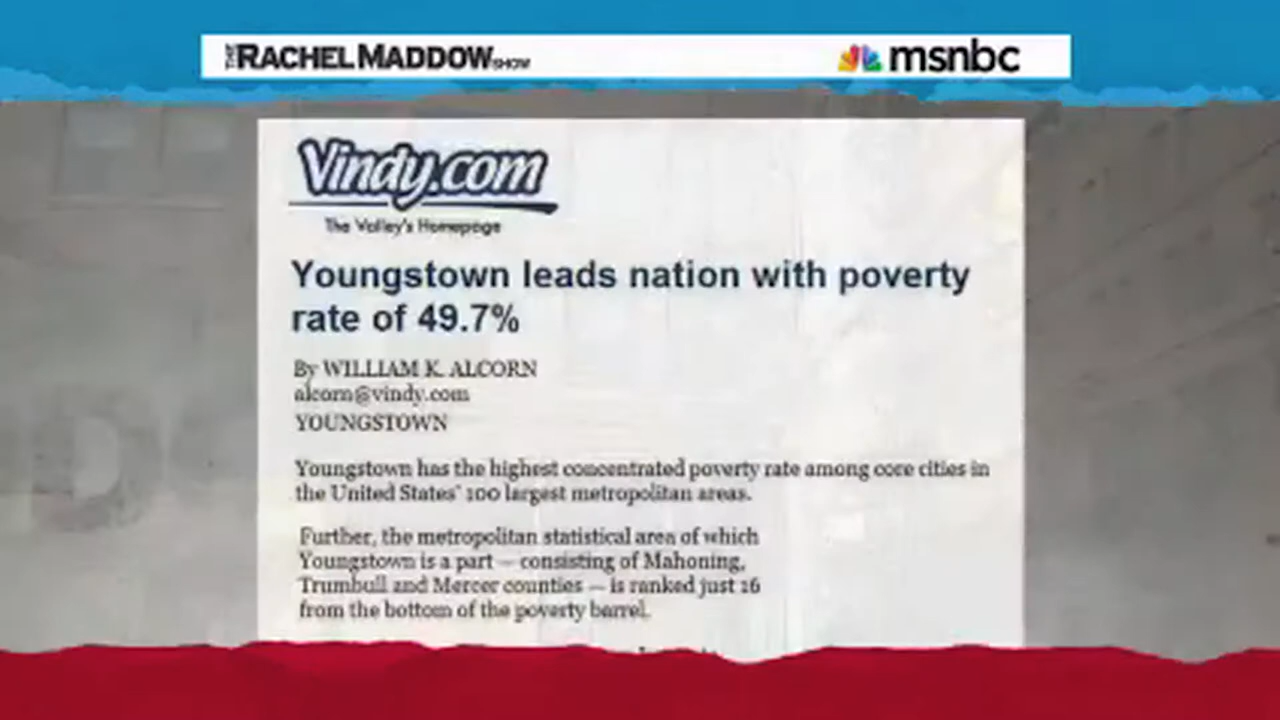 THE RACHEL MADDOW SHOW
msnbc
Vindy.com
The Valley's Homepage
Youngstown leads nation with poverty
rate of 49.7%
By WILLIAM K. ALCORN
alcorn@vindy.com
YOUNGSTOWN
Youngstown has the highest concentrated poverty rate among core cities in
the United States' 100 largest metropolitan areas.
Further, the metropolitan statistical area of which
Youngstown is a part — consisting of Mahoning,
Trumbull and Mercer counties — is ranked just 16
from the bottom of the poverty barrel.